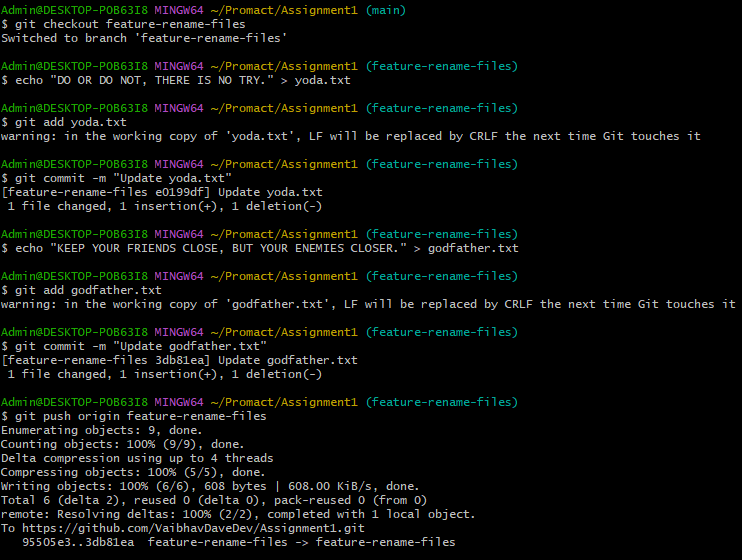 Admin@DESKTOP-POB63I8 MINGW64 ~/Promact/Assignment1 (main)
$ git checkout feature-rename-files
Switched to branch 'feature-rename-files'
Admin@DESKTOP-POB63I8 MINGW64 ~/Promact/Assignment1 (feature-rename-files)
$ echo "DO OR DO NOT, THERE IS NO TRY." > yoda.txt
Admin@DESKTOP-POB63I8 MINGW64 ~/Promact/Assignment1 (feature-rename-files)
$ git add yoda.txt
warning: in the working copy of 'yoda.txt', LF will be replaced by CRLF the next time Git touches it
Admin@DESKTOP-POB63I8 MINGW64 ~/Promact/Assignment1 (feature-rename-files)
$ git commit -m "Update yoda.txt"
[feature-rename-files e0199df] Update yoda.txt
 1 file changed, 1 insertion(+), 1 deletion(-)
Admin@DESKTOP-POB63I8 MINGW64 ~/Promact/Assignment1 (feature-rename-files)
$ echo "KEEP YOUR FRIENDS CLOSE, BUT YOUR ENEMIES CLOSER." > godfather.txt
Admin@DESKTOP-POB63I8 MINGW64 ~/Promact/Assignment1 (feature-rename-files)
$ git add godfather.txt
warning: in the working copy of 'godfather.txt', LF will be replaced by CRLF the next time Git touches it
Admin@DESKTOP-POB63I8 MINGW64 ~/Promact/Assignment1 (feature-rename-files)
$ git commit -m "Update godfather.txt"
[feature-rename-files 3db81ea] Update godfather.txt
 1 file changed, 1 insertion(+), 1 deletion(-)
Admin@DESKTOP-POB63I8 MINGW64 ~/Promact/Assignment1 (feature-rename-files)
$ git push origin feature-rename-files
Enumerating objects: 9, done.
Counting objects: 100% (9/9), done.
Delta compression using up to 4 threads
Compressing objects: 100% (5/5), done.
Writing objects: 100% (6/6), 608 bytes | 608.00 KiB/s, done.
Total 6 (delta 2), reused 0 (delta 0), pack-reused 0 (from 0)
remote: Resolving deltas: 100% (2/2), completed with 1 local object.
To https://github.com/VaibhavDaveDev/Assignment1.git
   95505e3..3db81ea  feature-rename-files -> feature-rename-files